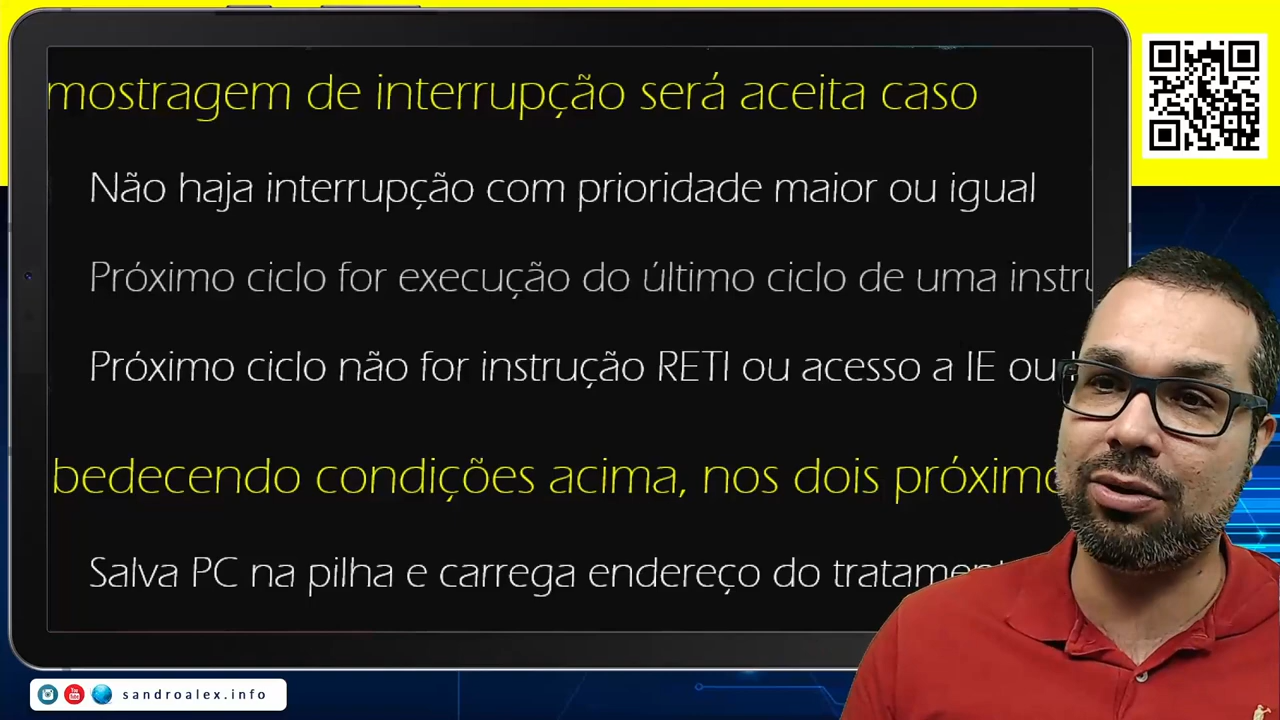 mostragem de interrupção será aceita caso
Não haja interrupção com prioridade maior ou igual
Próximo ciclo for execução do último ciclo de uma instru
Próximo ciclo não for instrução RETI ou acesso a IE ou
bedecendo condições acima, nos dois próximo
Salva PC na pilha e carrega endereço do tratament
sandroalex.info